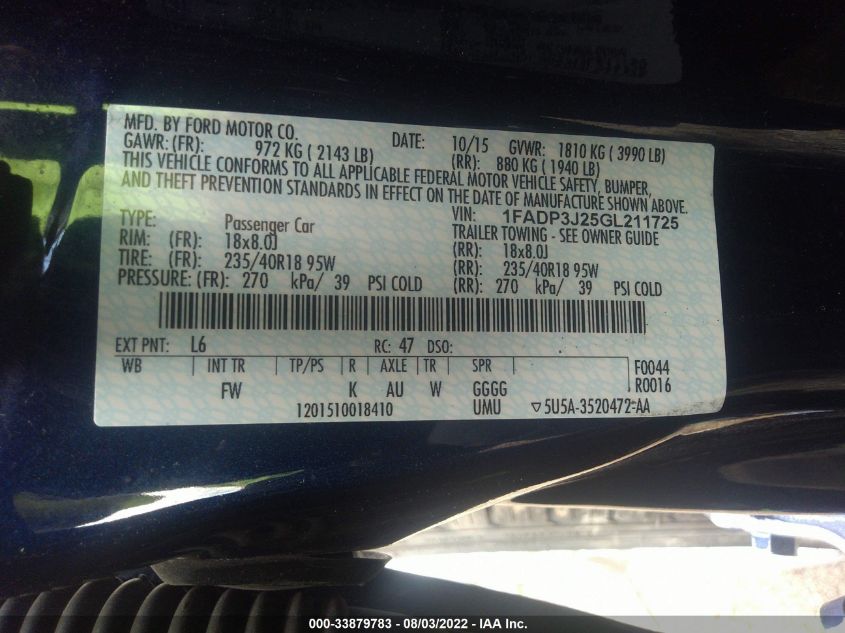 MFD. BY FORD MOTOR CO. DATE: 10/15 GVWR: 1810 KG ( 3990 LB)
GAWR: (FR): 972 KG ( 2143 LB) (RR): 880 KG ( 1940 LB)
THIS VEHICLE CONFORMS TO ALL APPLICABLE FEDERAL MOTOR VEHICLE SAFETY, BUMPER,
AND THEFT PREVENTION STANDARDS IN EFFECT ON THE DATE OF MANUFACTURE SHOWN ABOVE.
VIN: 1FADP3J25GL211725
TYPE: Passenger Car TRAILER TOWING - SEE OWNER GUIDE
RIM: (FR): 18x8.0J (RR): 18x8.0J
TIRE: (FR): 235/40R18 95W (RR): 235/40R18 95W
PRESSURE: (FR): 270 kPa/ 39 PSI COLD (RR): 270 kPa/ 39 PSI COLD
EXT PNT: L6 RC: 47 DSO:
WB INT TR TP/PS R AXLE TR SPR F0044
FW K AU W GGGG R0016
1201510018410 UMU ▽ 5U5A-3520472-AA
000-33879783 - 08/03/2022 - IAA Inc.